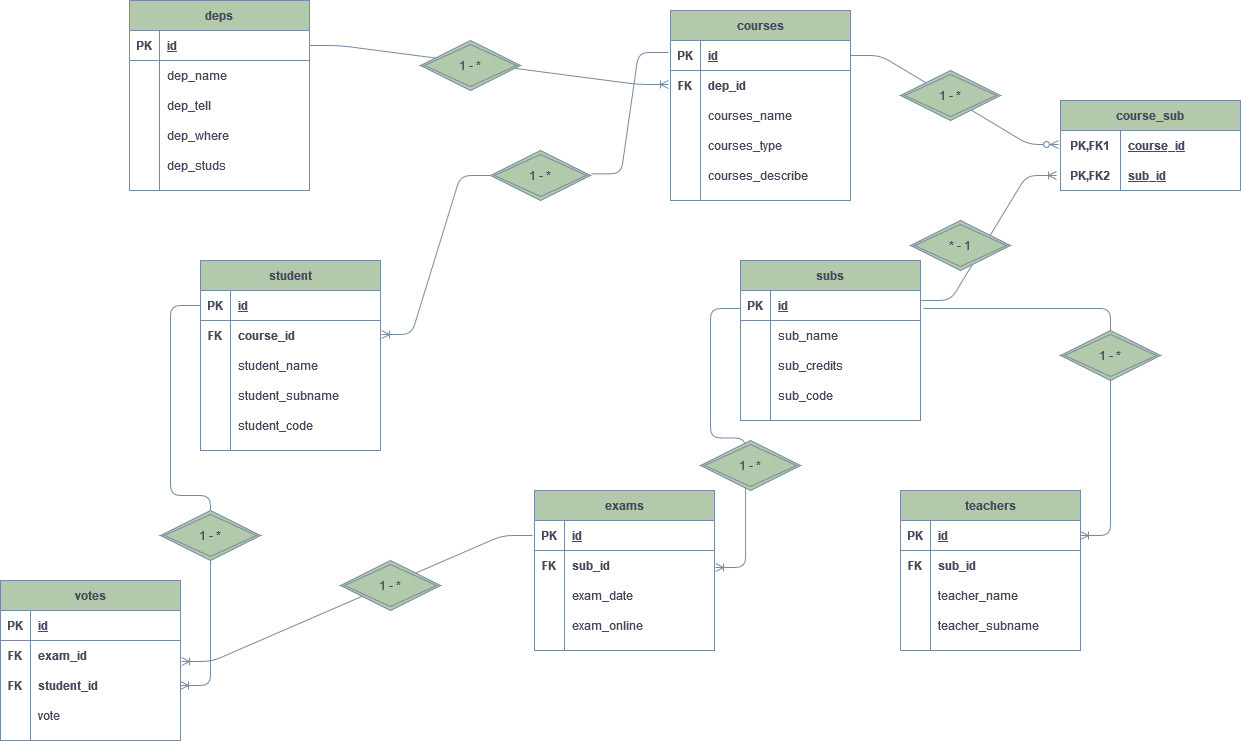 deps
PK id
dep_name
dep_tell
dep_where
dep_studs
1 - *
courses
PK id
FK dep_id
courses_name
courses_type
courses_describe
1 - *
course_sub
PK,FK1 course_id
PK,FK2 sub_id
1 - *
* - 1
student
PK id
FK course_id
student_name
student_subname
student_code
subs
PK id
sub_name
sub_credits
sub_code
1 - *
1 - *
exams
PK id
FK sub_id
exam_date
exam_online
teachers
PK id
FK sub_id
teacher_name
teacher_subname
1 - *
1 - *
votes
PK id
FK exam_id
FK student_id
vote